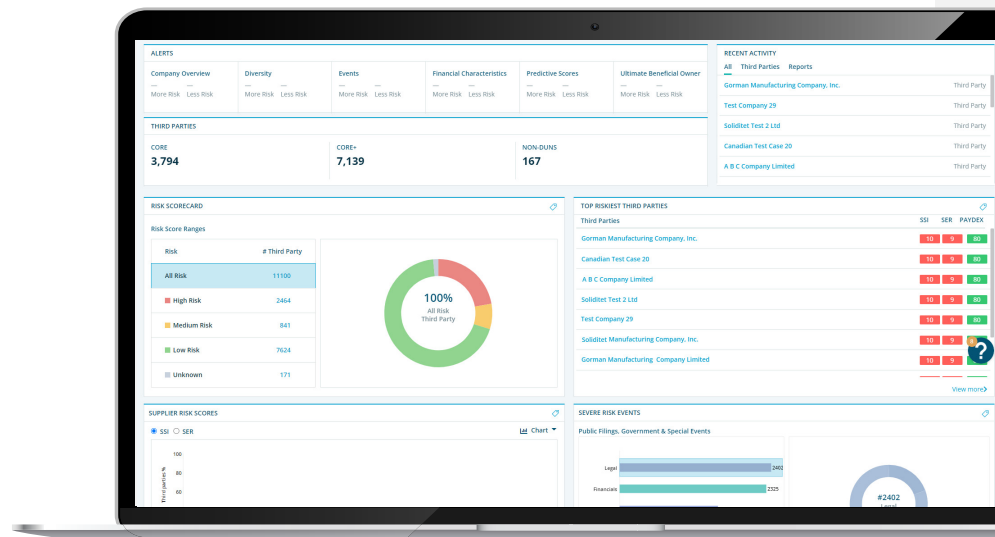 ALERTS
Company Overview
— —
More Risk Less Risk
Diversity
— —
More Risk Less Risk
Events
— —
More Risk Less Risk
Financial Characteristics
— —
More Risk Less Risk
Predictive Scores
— —
More Risk Less Risk
Ultimate Beneficial Owner
— —
More Risk Less Risk
RECENT ACTIVITY
All Third Parties Reports
Gorman Manufacturing Company, Inc. Third Party
Test Company 29 Third Party
Soliditet Test 2 Ltd Third Party
Canadian Test Case 20 Third Party
A B C Company Limited Third Party
THIRD PARTIES
CORE
3,794
CORE+
7,139
NON-DUNS
167
RISK SCORECARD
Risk Score Ranges
Risk # Third Party
All Risk 11100
High Risk 2464
Medium Risk 841
Low Risk 7624
Unknown 171
100%
All Risk
Third Party
TOP RISKIEST THIRD PARTIES
Third Parties SSI SER PAYDEX
Gorman Manufacturing Company, Inc. 10 9 80
Canadian Test Case 20 10 9 80
A B C Company Limited 10 9 80
Soliditet Test 2 Ltd 10 9 80
Test Company 29 10 9 80
Soliditet Manufacturing Company, Inc. 10 9
Gorman Manufacturing Company Limited 10 9
?
View more>
SUPPLIER RISK SCORES
SSI SER
Chart
100
80
60
Third parties %
SEVERE RISK EVENTS
Public Filings, Government & Special Events
Legal 2402
Financials 2325
#2402
Legal